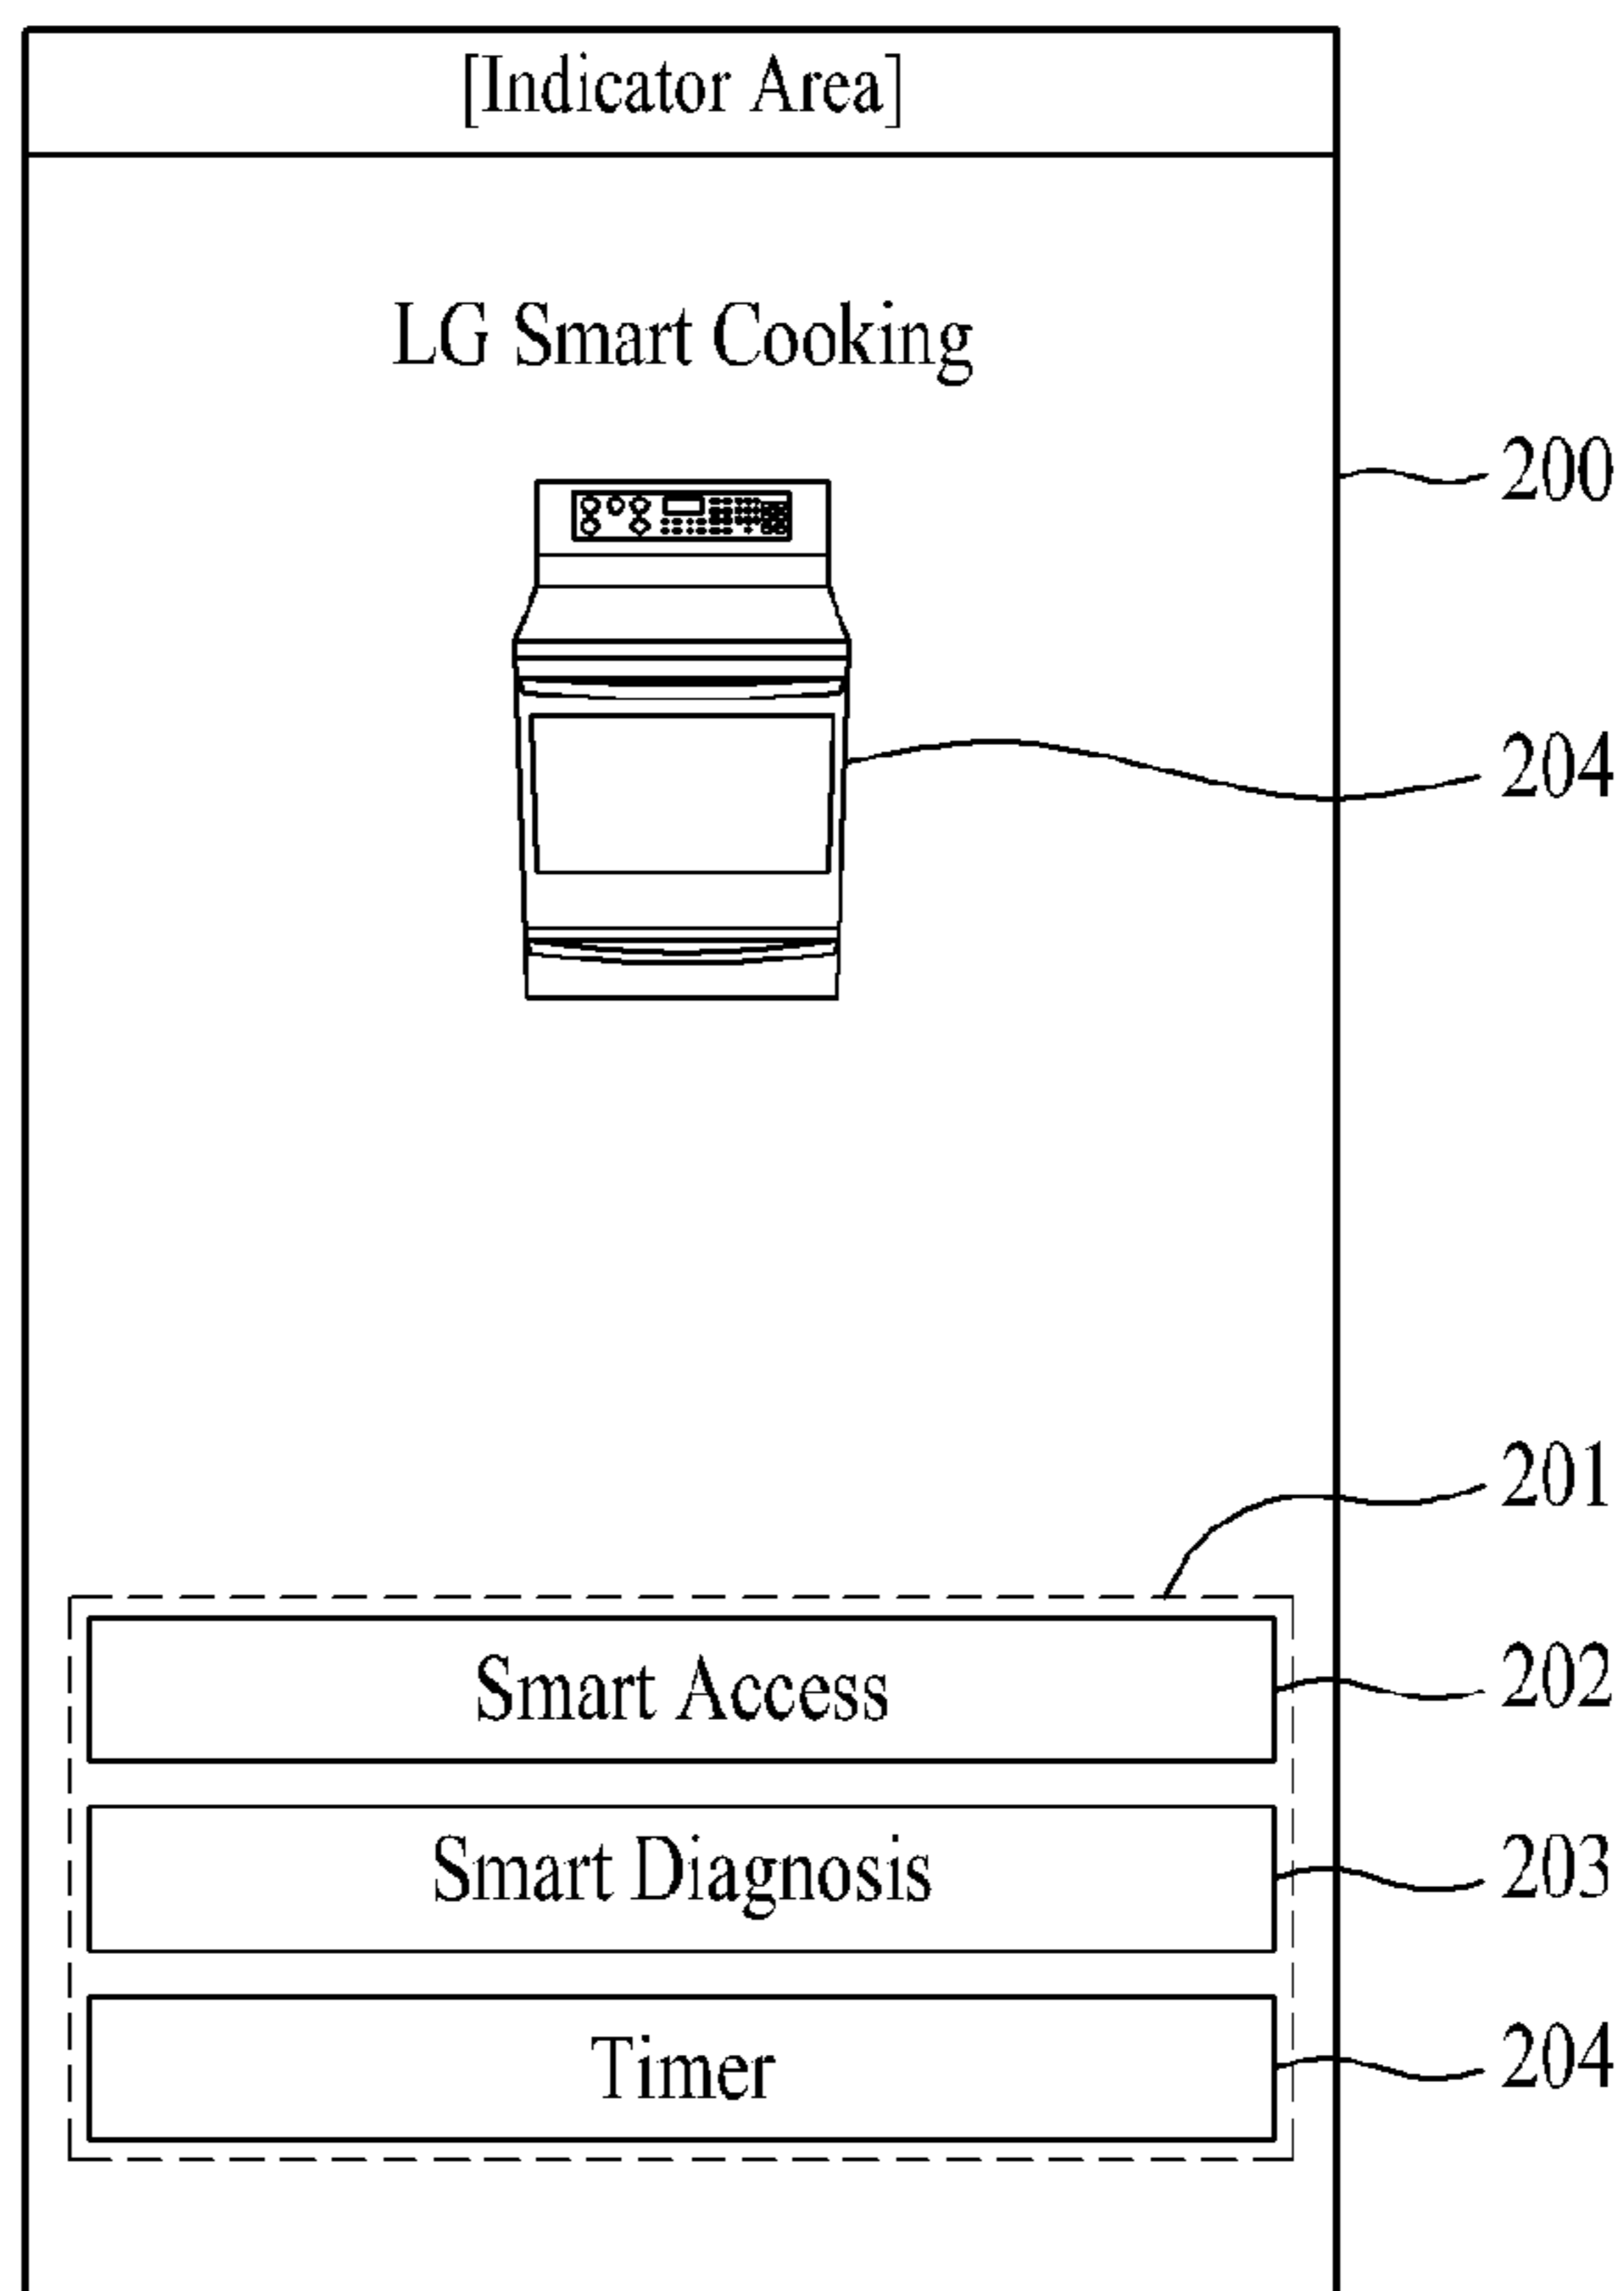 [Indicator Area]
LG Smart Cooking
200
204
201
Smart Access
202
Smart Diagnosis
203
Timer
204